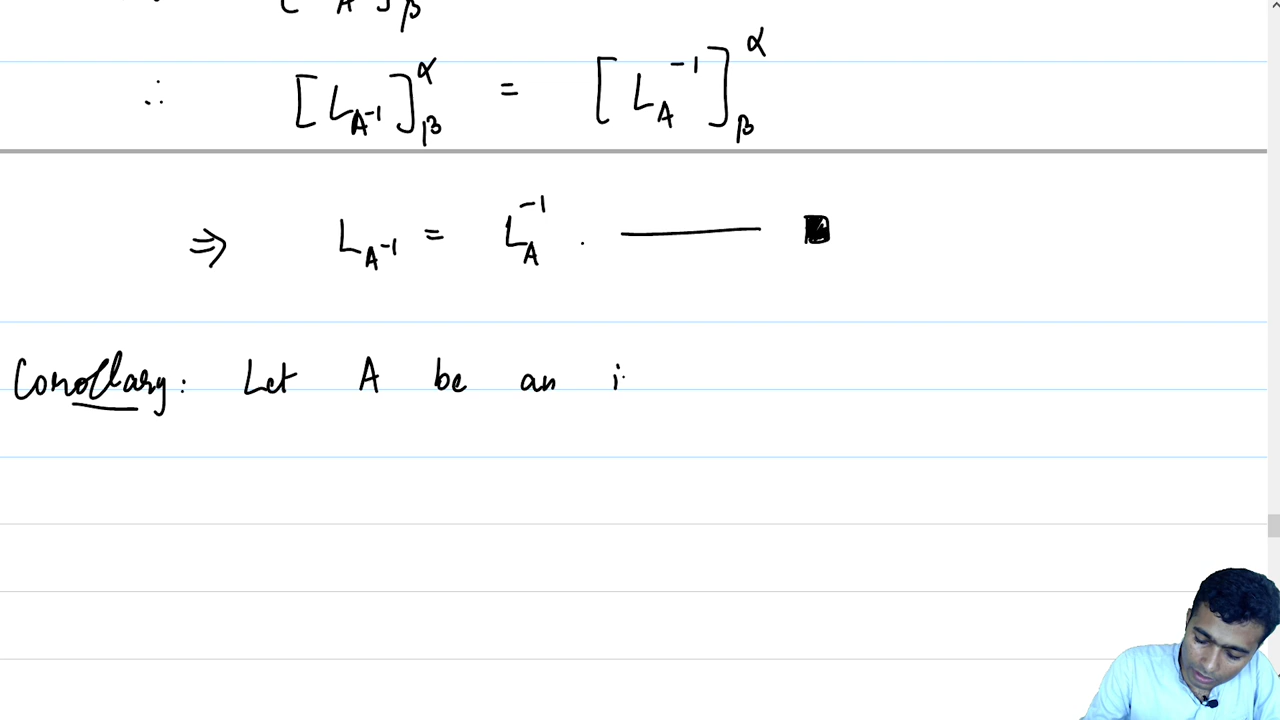 ∴ [L_{A^{-1}}]_β^α = [L_A^{-1}]_β^α
⇒ L_{A^{-1}} = L_A^{-1}. ——— ■
Corollary: Let A be an i